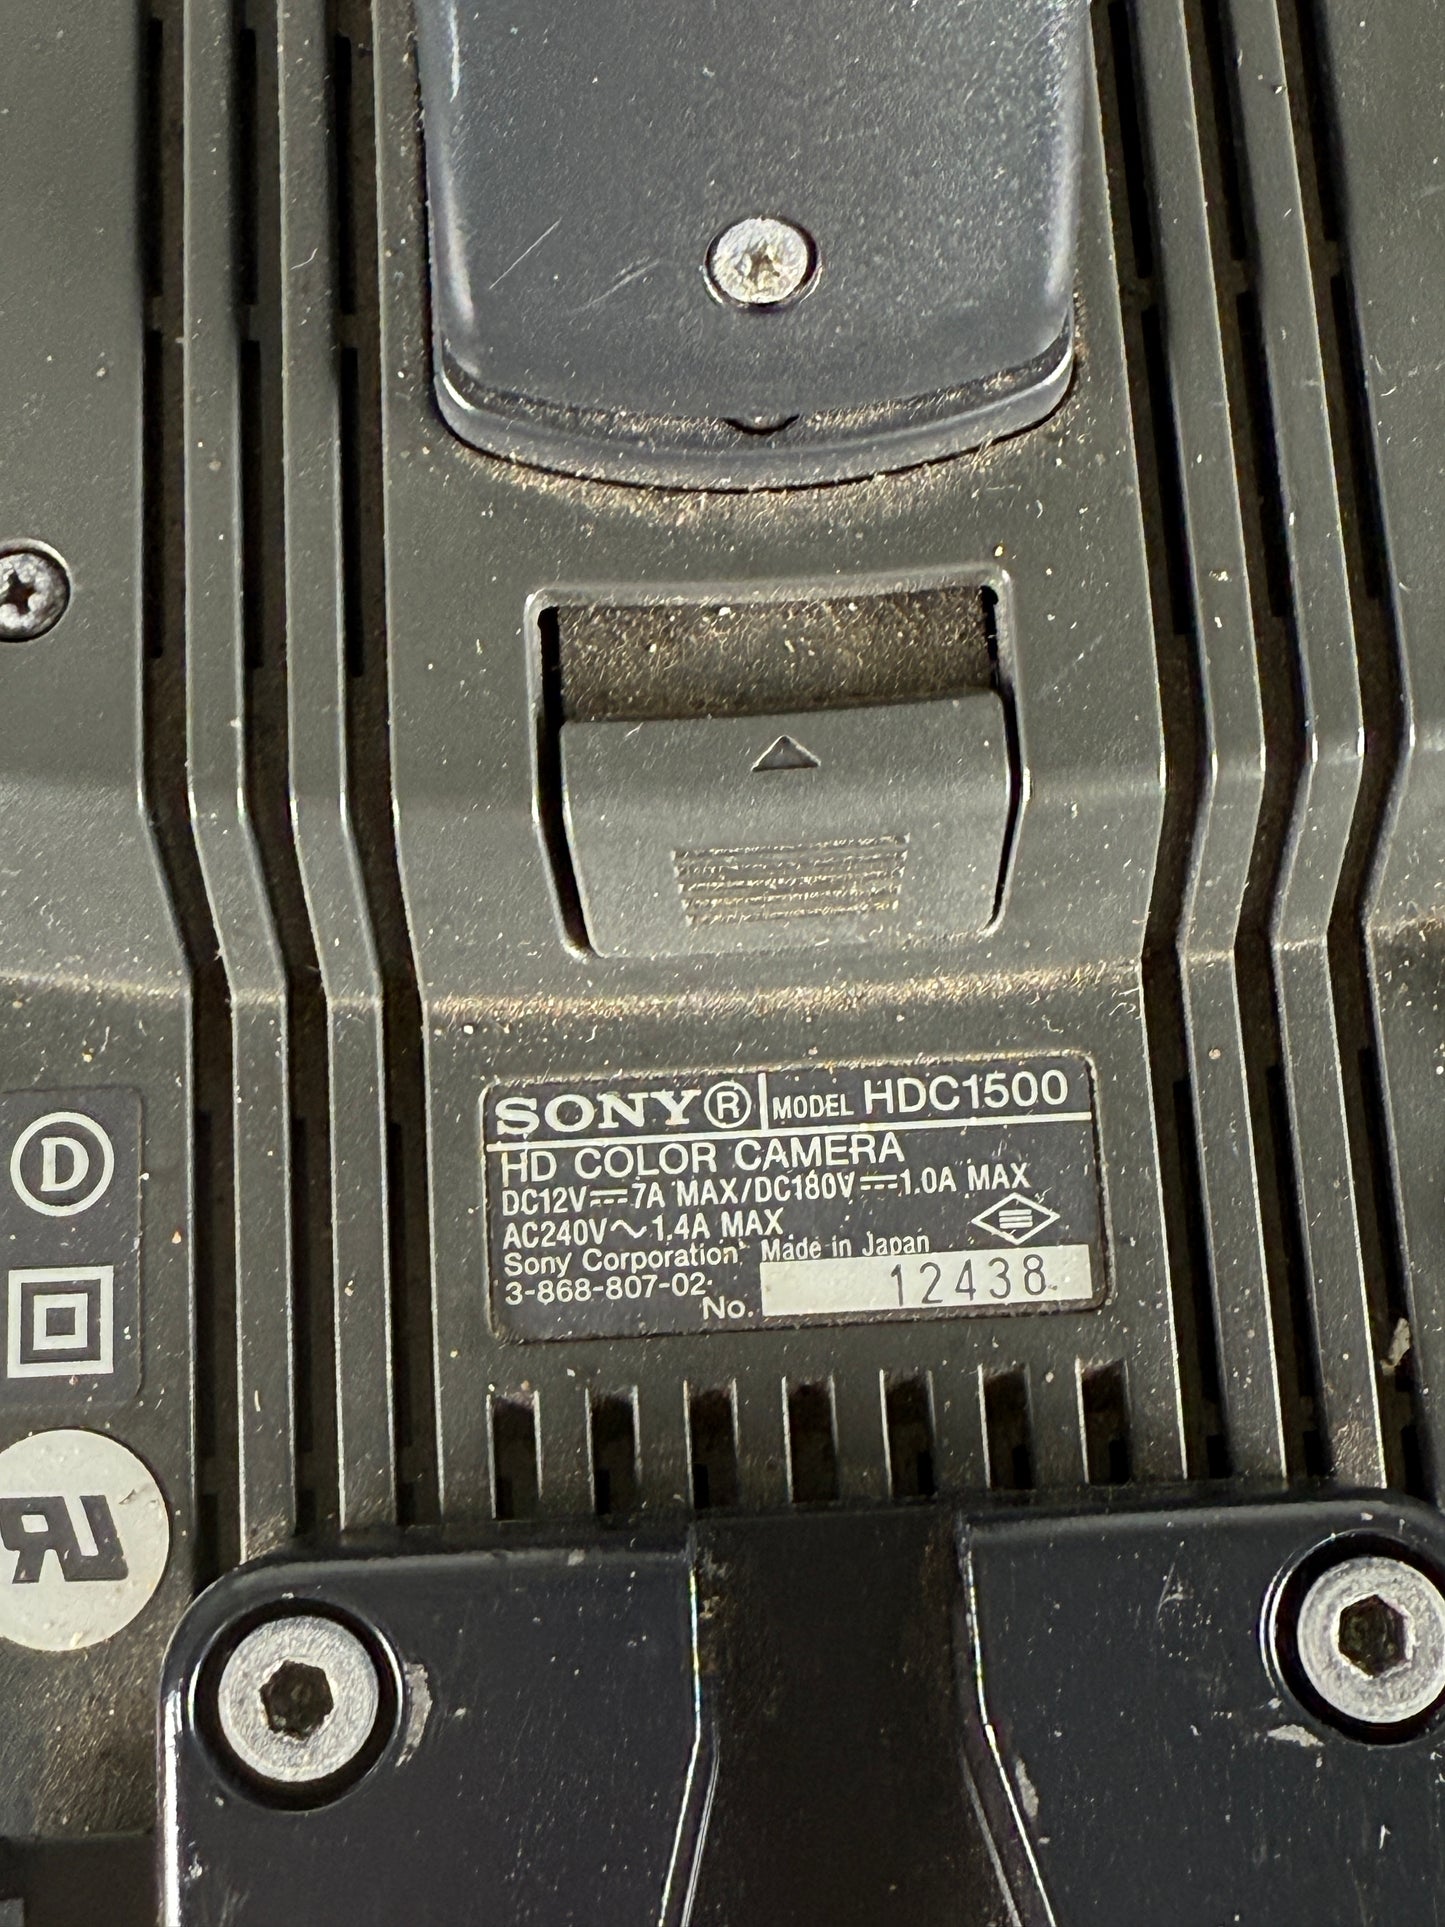 SONY® MODEL HDC1500
HD COLOR CAMERA
DC12V⎓7A MAX/DC180V⎓1.0A MAX
AC240V～1.4A MAX
Sony Corporation Made in Japan
3-868-807-02
No. 12438
D
UR